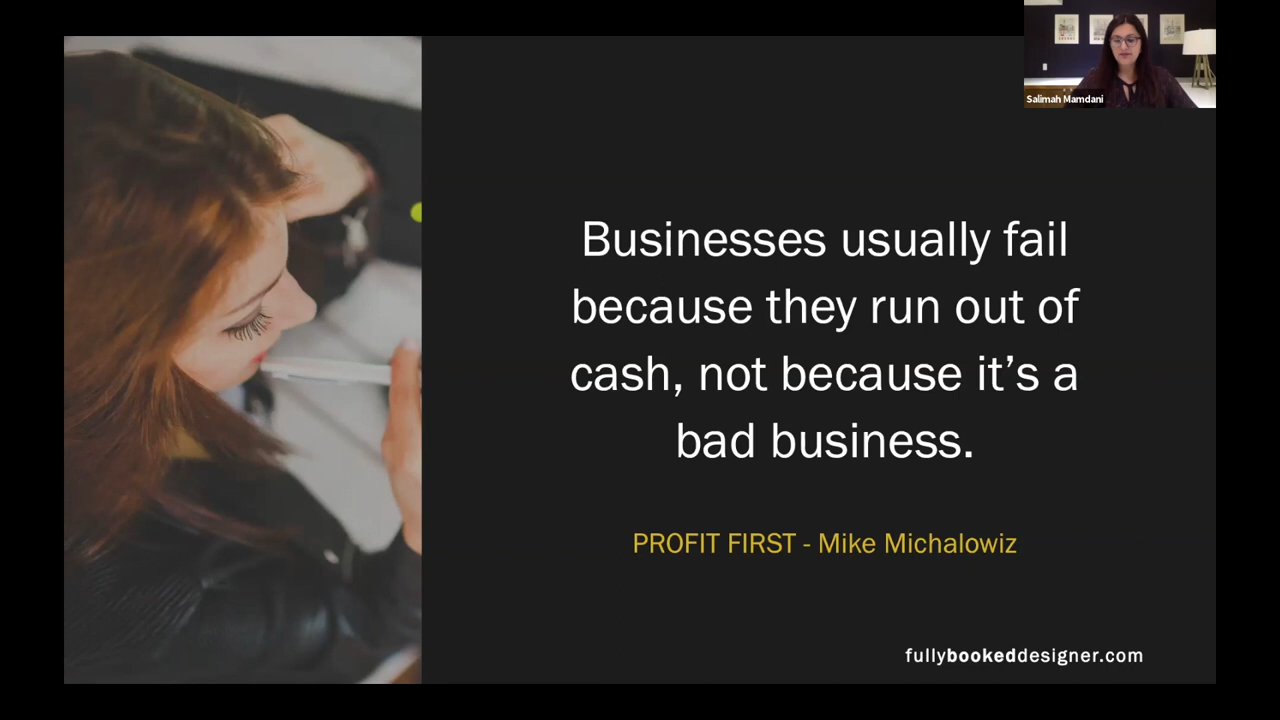 Salimah Mamdani
Businesses usually fail
because they run out of
cash, not because it’s a
bad business.
PROFIT FIRST - Mike Michalowiz
fullybookeddesigner.com